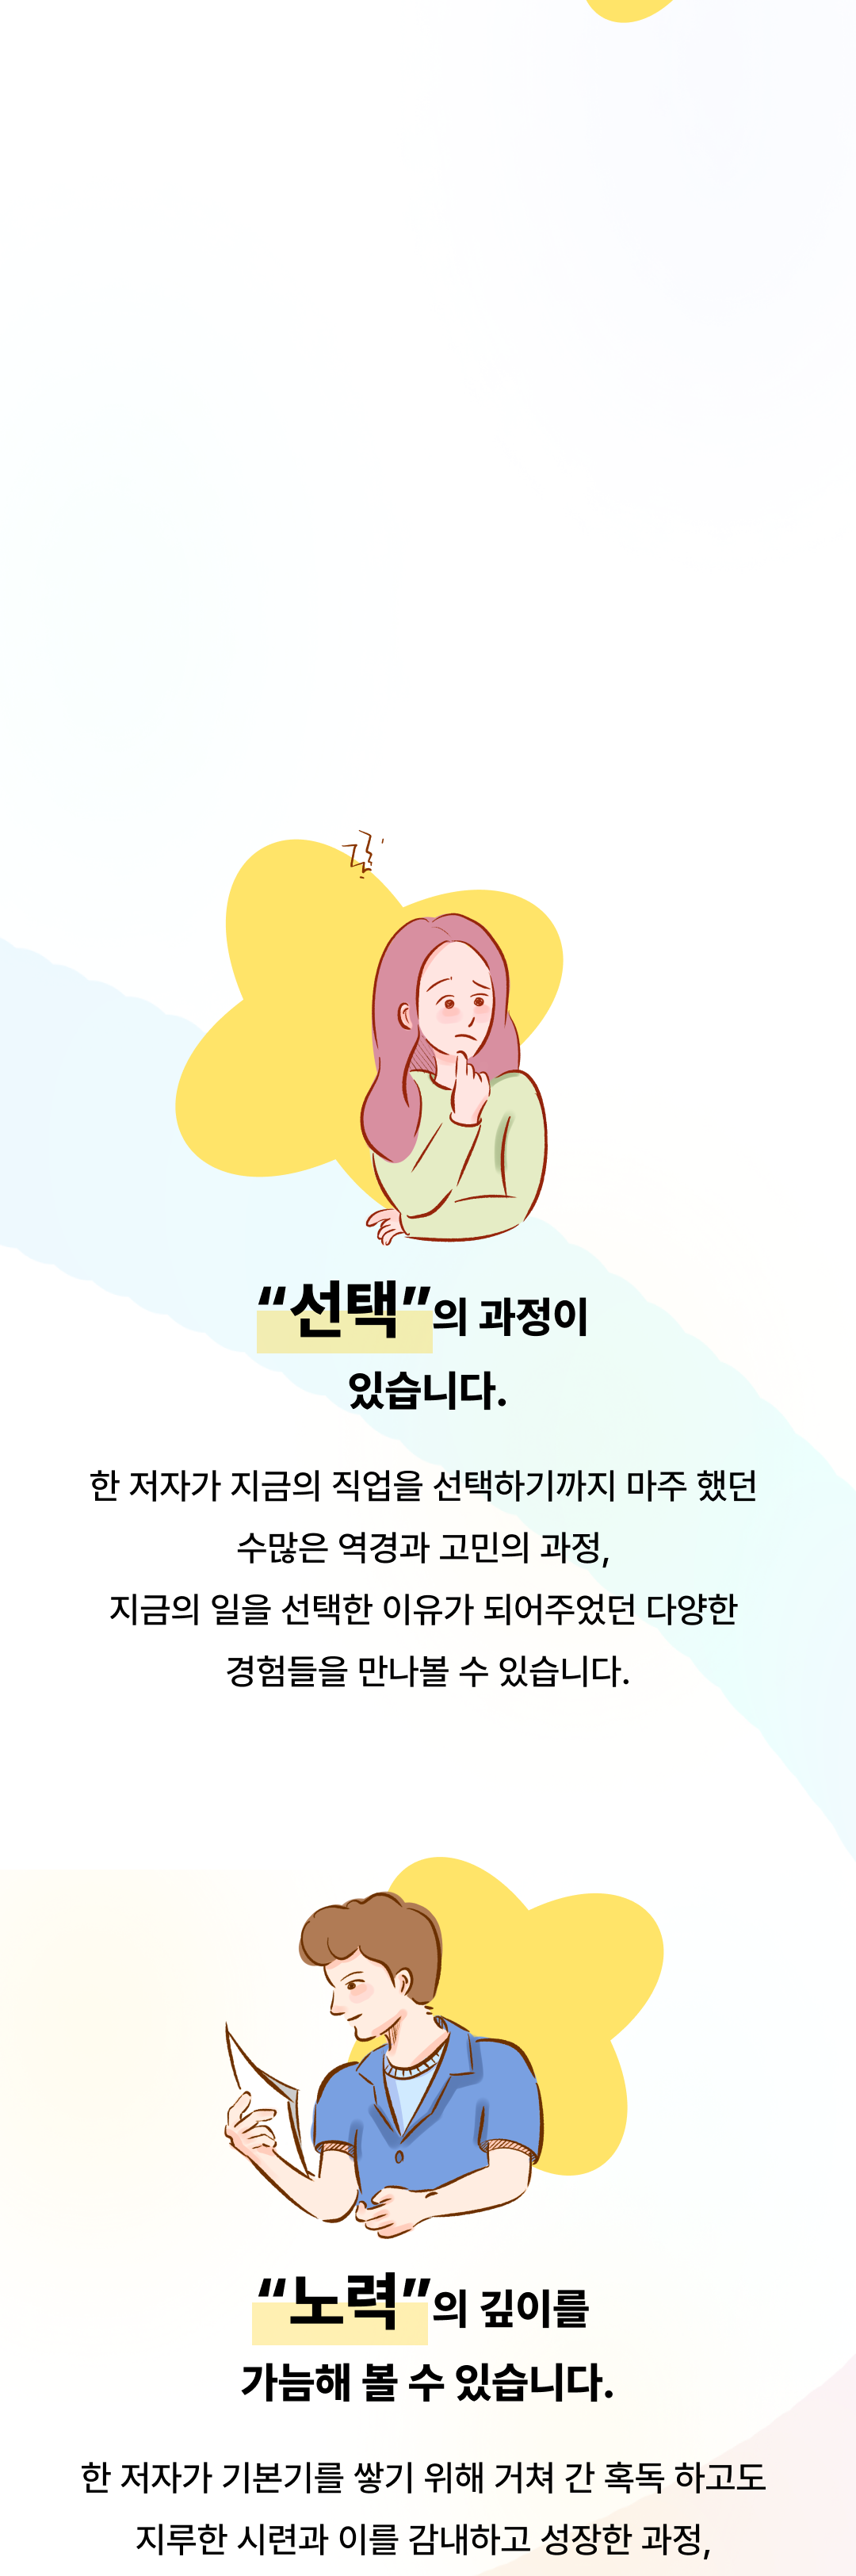 “선택”의 과정이
있습니다.
한 저자가 지금의 직업을 선택하기까지 마주 했던
수많은 역경과 고민의 과정,
지금의 일을 선택한 이유가 되어주었던 다양한
경험들을 만나볼 수 있습니다.
“노력”의 깊이를
가늠해 볼 수 있습니다.
한 저자가 기본기를 쌓기 위해 거쳐 간 혹독 하고도
지루한 시련과 이를 감내하고 성장한 과정,